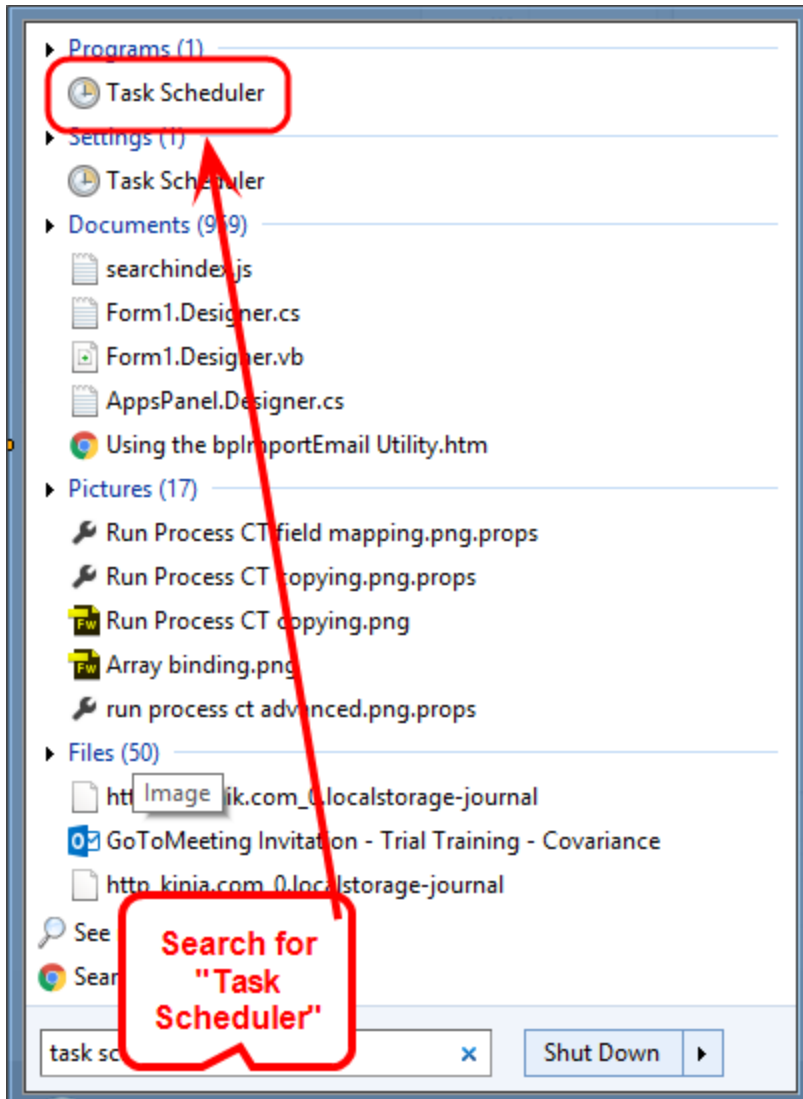 Programs (1)
Task Scheduler
Settings (1)
Task Scheduler
Documents (959)
searchindex.js
Form1.Designer.cs
Form1.Designer.vb
AppsPanel.Designer.cs
Using the bpImportEmail Utility.htm
Pictures (17)
Run Process CT field mapping.png.props
Run Process CT copying.png.props
Run Process CT copying.png
Array binding.png
run process ct advanced.png.props
Files (50)
Image ik.com_0.localstorage-journal
GoToMeeting Invitation - Trial Training - Covariance
http_kinja.com_0.localstorage-journal
See
Search for
"Task
Scheduler"
task sc
Shut Down